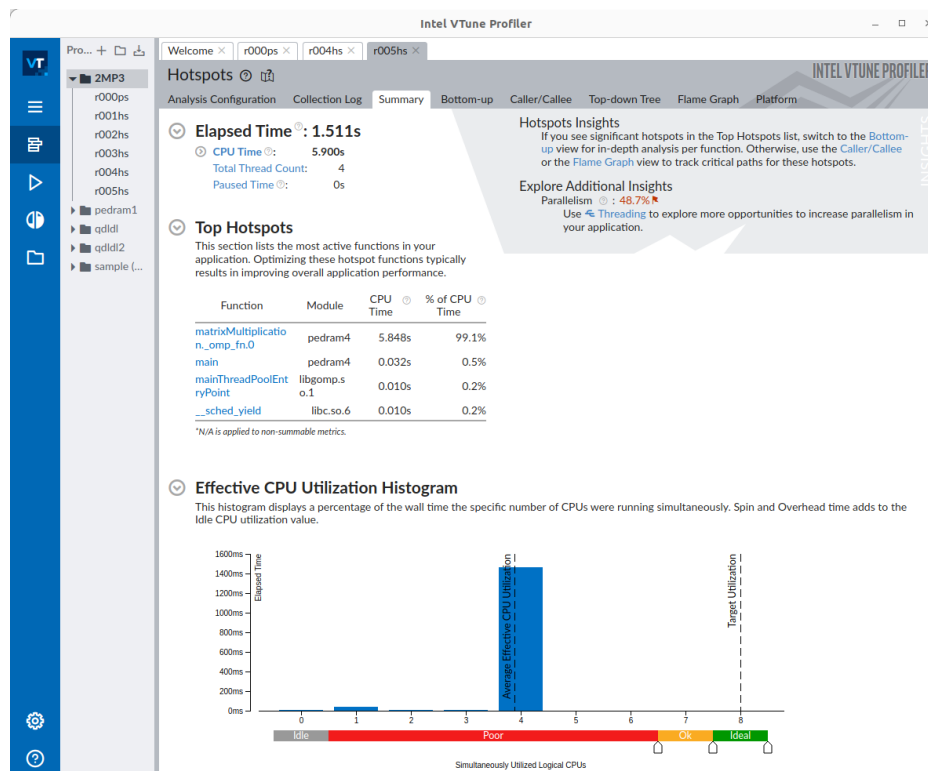 Intel VTune Profiler
VT
Pro...
2MP3
r000ps
r001hs
r002hs
r003hs
r004hs
r005hs
pedram1
qdldl
qdldl2
sample (...
Welcome
r000ps
r004hs
r005hs
Hotspots
INTEL VTUNE PROFILER
Analysis Configuration
Collection Log
Summary
Bottom-up
Caller/Callee
Top-down Tree
Flame Graph
Platform
Elapsed Time : 1.511s
CPU Time : 5.900s
Total Thread Count: 4
Paused Time : 0s
Hotspots Insights
If you see significant hotspots in the Top Hotspots list, switch to the Bottom-
up view for in-depth analysis per function. Otherwise, use the Caller/Callee
or the Flame Graph view to track critical paths for these hotspots.
Explore Additional Insights
Parallelism : 48.7%
Use Threading to explore more opportunities to increase parallelism in
your application.
INSIGHTS
Top Hotspots
This section lists the most active functions in your
application. Optimizing these hotspot functions typically
results in improving overall application performance.
Function Module CPU Time % of CPU Time
matrixMultiplicatio
n._omp_fn.0 pedram4 5.848s 99.1%
main pedram4 0.032s 0.5%
mainThreadPoolEnt libgomp.s
ryPoint o.1 0.010s 0.2%
__sched_yield libc.so.6 0.010s 0.2%
*N/A is applied to non-summable metrics.
Effective CPU Utilization Histogram
This histogram displays a percentage of the wall time the specific number of CPUs were running simultaneously. Spin and Overhead time adds to the
Idle CPU utilization value.
1600ms
1400ms
1200ms
1000ms
800ms
600ms
400ms
200ms
0ms
Elapsed Time
Average Effective CPU Utilization
Target Utilization
0 1 2 3 4 5 6 7 8
Idle Poor Ok Ideal
Simultaneously Utilized Logical CPUs